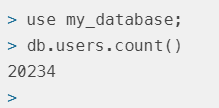 > use my_database;
> db.users.count()
20234
>